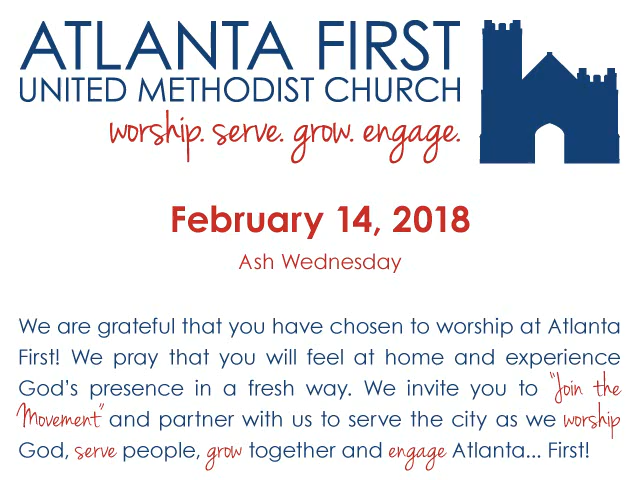 ATLANTA FIRST
UNITED METHODIST CHURCH
worship. serve. grow. engage.
February 14, 2018
Ash Wednesday
We are grateful that you have chosen to worship at Atlanta
First! We pray that you will feel at home and experience
God's presence in a fresh way. We invite you to "Join the
Movement" and partner with us to serve the city as we worship
God, serve people, grow together and engage Atlanta... First!